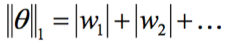 ‖θ‖₁ = |w₁| + |w₂| + …